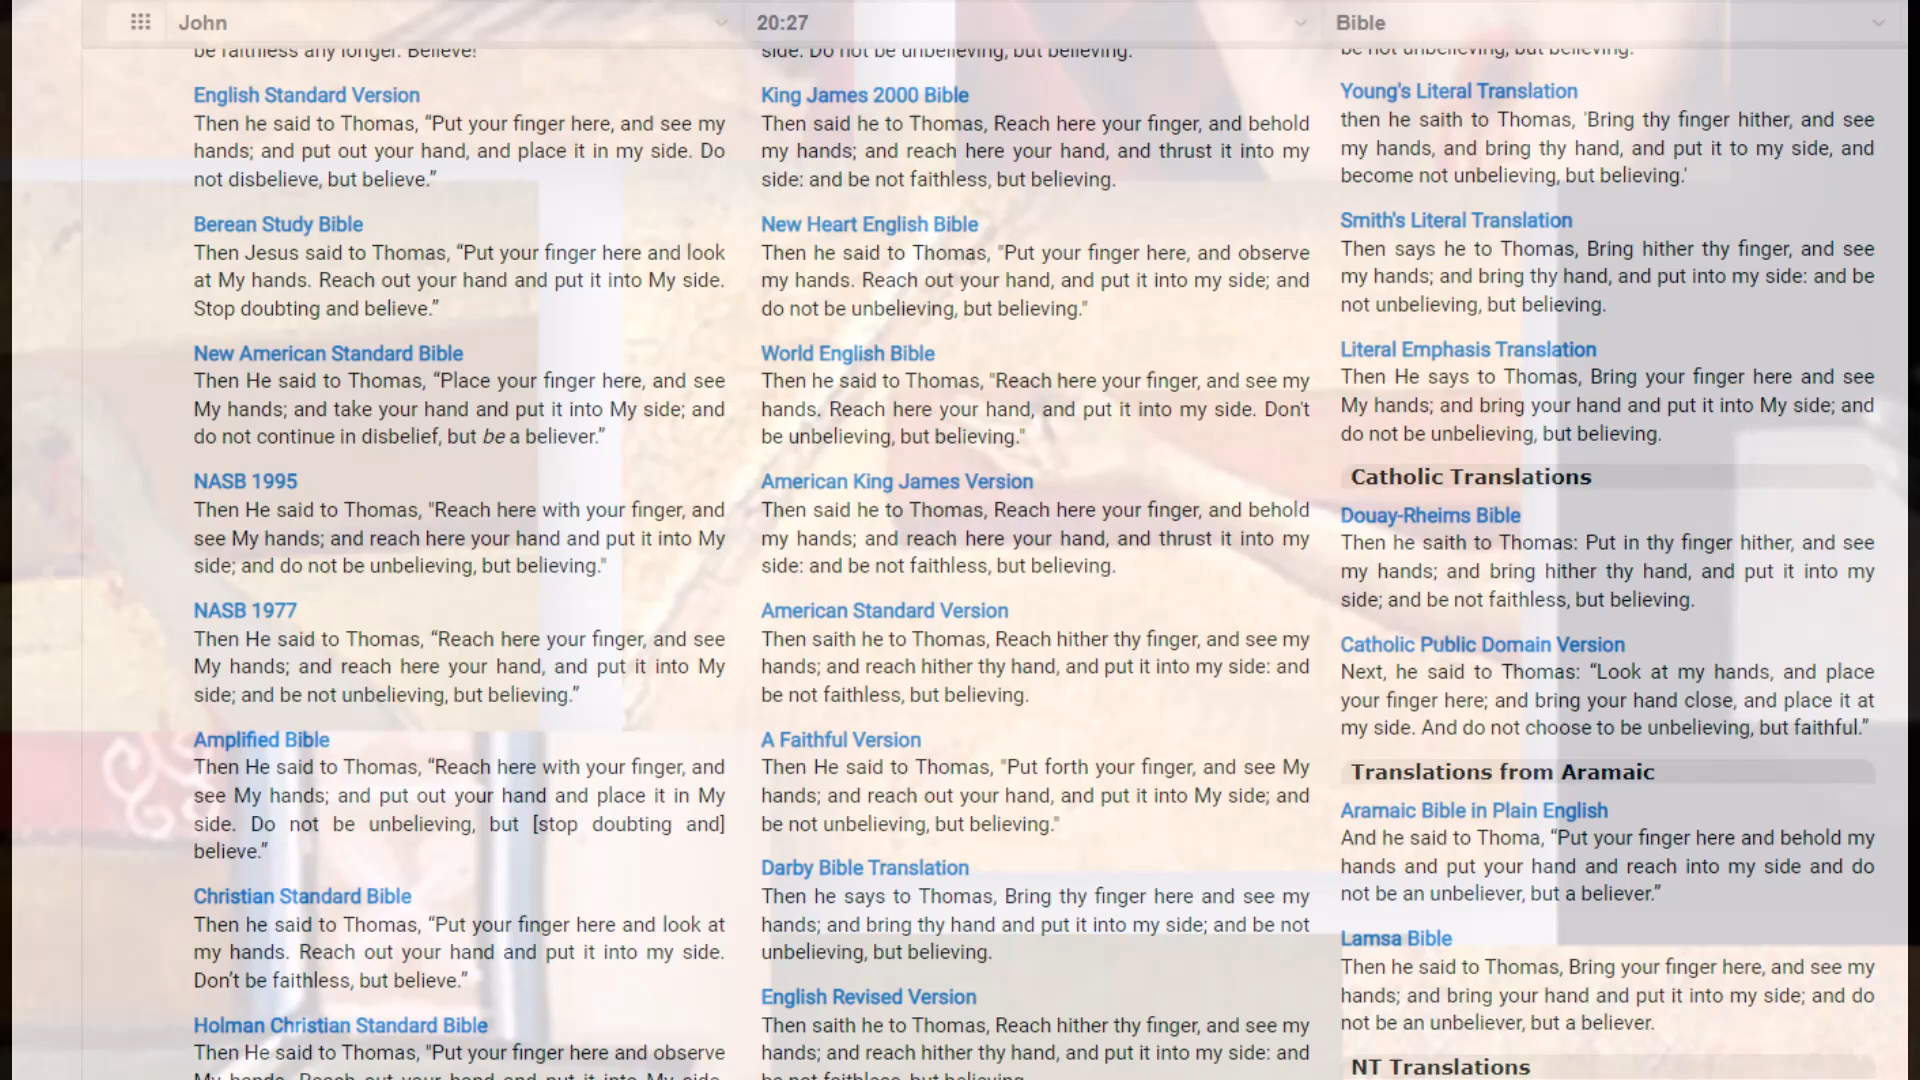 John
20:27
Bible
be faithless any longer. Believe!
English Standard Version
Then he said to Thomas, “Put your finger here, and see my
hands; and put out your hand, and place it in my side. Do
not disbelieve, but believe.”
Berean Study Bible
Then Jesus said to Thomas, “Put your finger here and look
at My hands. Reach out your hand and put it into My side.
Stop doubting and believe.”
New American Standard Bible
Then He said to Thomas, “Place your finger here, and see
My hands; and take your hand and put it into My side; and
do not continue in disbelief, but be a believer.”
NASB 1995
Then He said to Thomas, "Reach here with your finger, and
see My hands; and reach here your hand and put it into My
side; and do not be unbelieving, but believing."
NASB 1977
Then He said to Thomas, “Reach here your finger, and see
My hands; and reach here your hand, and put it into My
side; and be not unbelieving, but believing.”
Amplified Bible
Then He said to Thomas, “Reach here with your finger, and
see My hands; and put out your hand and place it in My
side. Do not be unbelieving, but [stop doubting and]
believe.”
Christian Standard Bible
Then he said to Thomas, “Put your finger here and look at
my hands. Reach out your hand and put it into my side.
Don’t be faithless, but believe.”
Holman Christian Standard Bible
Then He said to Thomas, "Put your finger here and observe
My hands. Reach out your hand and put it into My side.
side. Do not be unbelieving, but believing.
King James 2000 Bible
Then said he to Thomas, Reach here your finger, and behold
my hands; and reach here your hand, and thrust it into my
side: and be not faithless, but believing.
New Heart English Bible
Then he said to Thomas, "Put your finger here, and observe
my hands. Reach out your hand, and put it into my side; and
do not be unbelieving, but believing."
World English Bible
Then he said to Thomas, "Reach here your finger, and see my
hands. Reach here your hand, and put it into my side. Don't
be unbelieving, but believing."
American King James Version
Then said he to Thomas, Reach here your finger, and behold
my hands; and reach here your hand, and thrust it into my
side: and be not faithless, but believing.
American Standard Version
Then saith he to Thomas, Reach hither thy finger, and see my
hands; and reach hither thy hand, and put it into my side: and
be not faithless, but believing.
A Faithful Version
Then He said to Thomas, "Put forth your finger, and see My
hands; and reach out your hand, and put it into My side; and
be not unbelieving, but believing."
Darby Bible Translation
Then he says to Thomas, Bring thy finger here and see my
hands; and bring thy hand and put it into my side; and be not
unbelieving, but believing.
English Revised Version
Then saith he to Thomas, Reach hither thy finger, and see my
hands; and reach hither thy hand, and put it into my side: and
be not faithless, but believing.
be not unbelieving, but believing.
Young's Literal Translation
then he saith to Thomas, 'Bring thy finger hither, and see
my hands, and bring thy hand, and put it to my side, and
become not unbelieving, but believing.'
Smith's Literal Translation
Then says he to Thomas, Bring hither thy finger, and see
my hands; and bring thy hand, and put into my side: and be
not unbelieving, but believing.
Literal Emphasis Translation
Then He says to Thomas, Bring your finger here and see
My hands; and bring your hand and put it into My side; and
do not be unbelieving, but believing.
Catholic Translations
Douay-Rheims Bible
Then he saith to Thomas: Put in thy finger hither, and see
my hands; and bring hither thy hand, and put it into my
side; and be not faithless, but believing.
Catholic Public Domain Version
Next, he said to Thomas: “Look at my hands, and place
your finger here; and bring your hand close, and place it at
my side. And do not choose to be unbelieving, but faithful.”
Translations from Aramaic
Aramaic Bible in Plain English
And he said to Thoma, “Put your finger here and behold my
hands and put your hand and reach into my side and do
not be an unbeliever, but a believer.”
Lamsa Bible
Then he said to Thomas, Bring your finger here, and see my
hands; and bring your hand and put it into my side; and do
not be an unbeliever, but a believer.
NT Translations